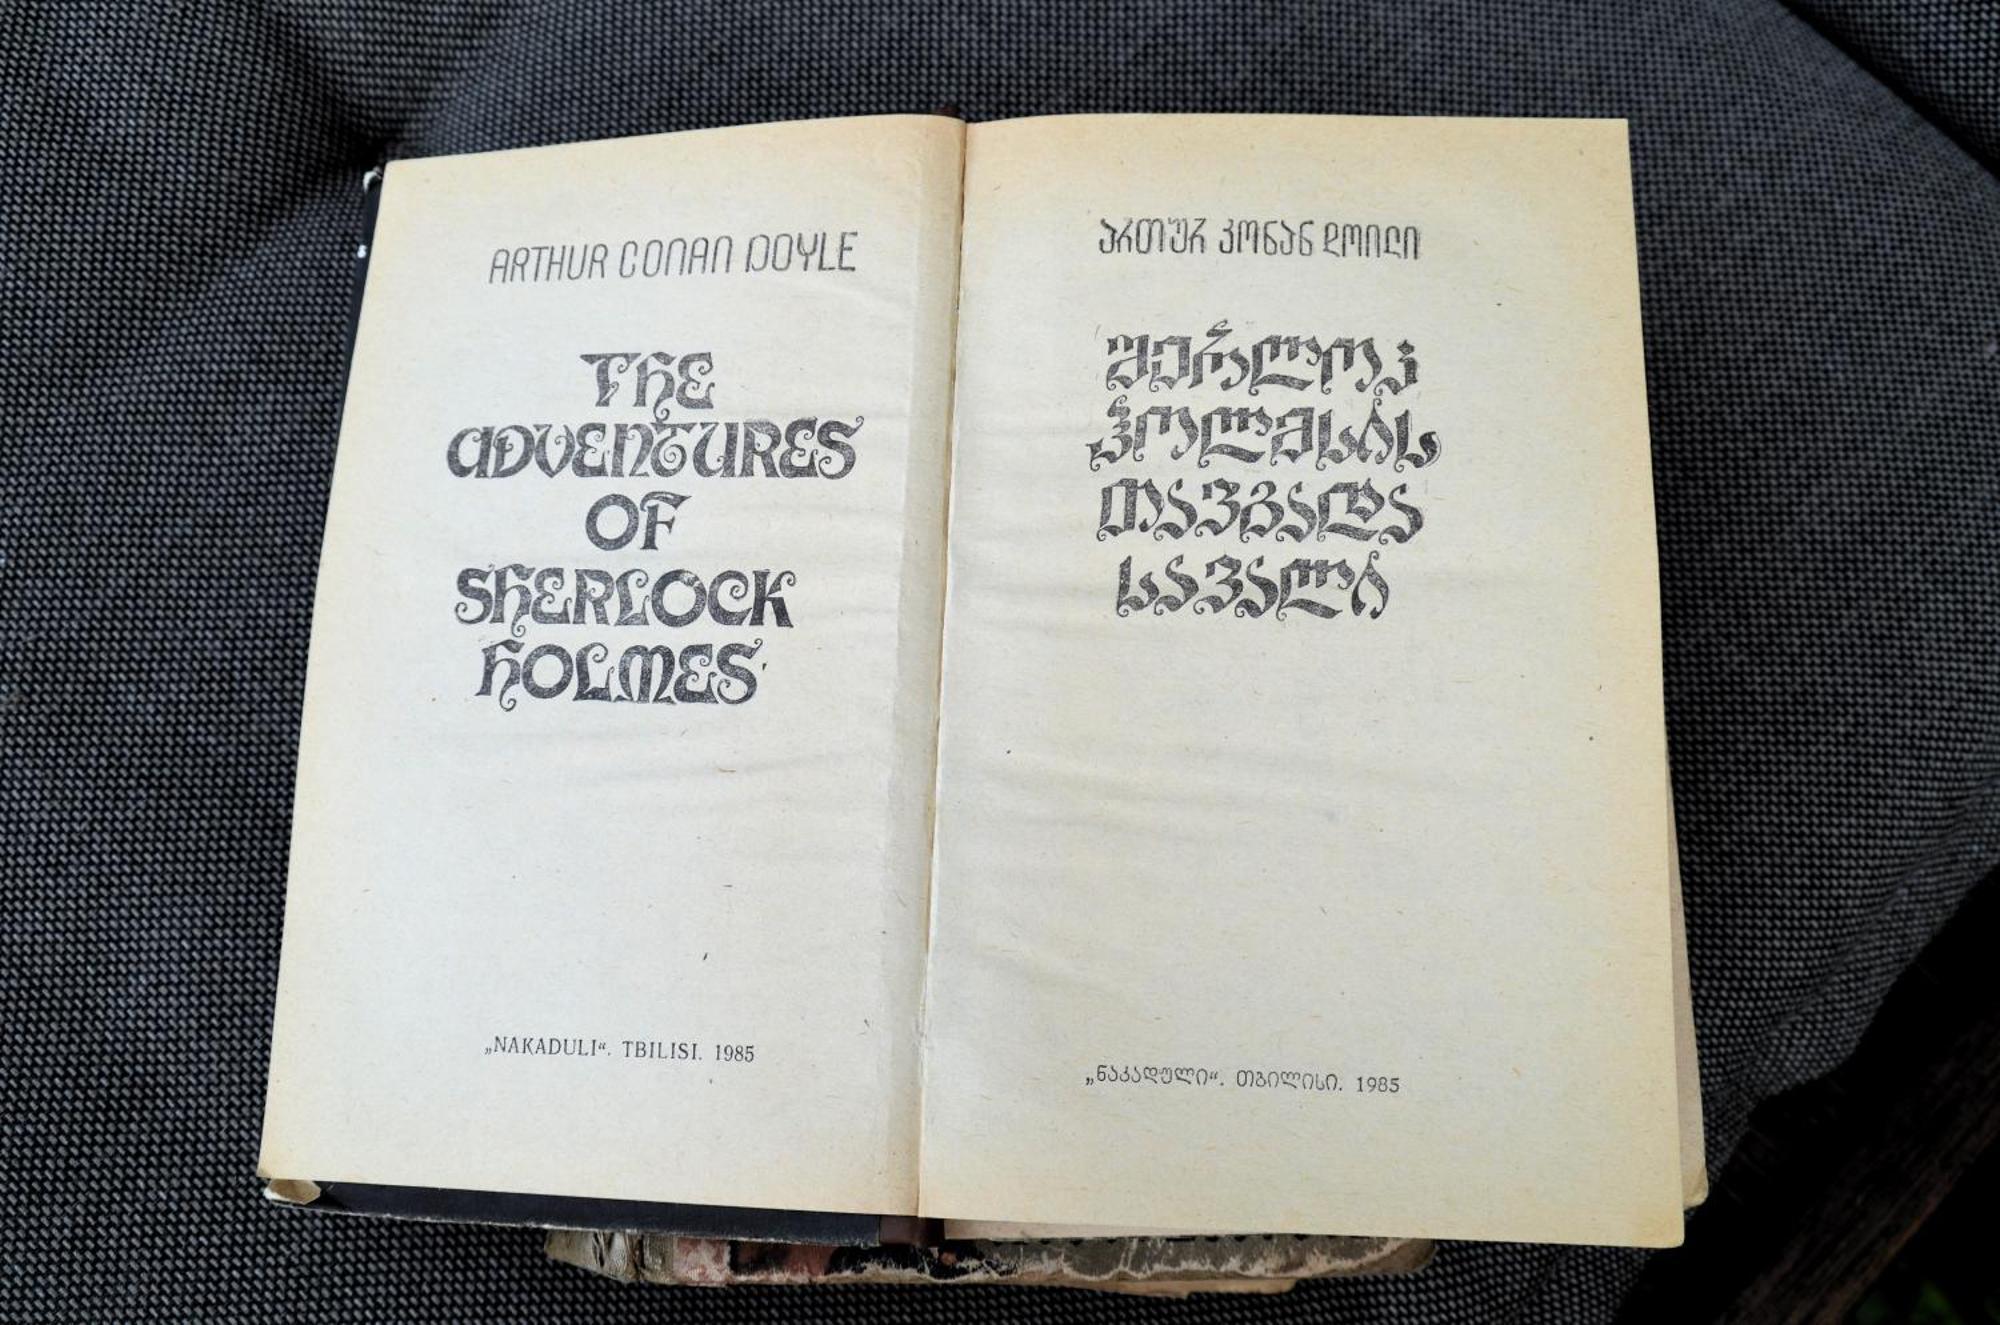 ARTHUR CONAN DOYLE
THE
ADVENTURES
OF
SHERLOCK
HOLMES
„NAKADULI“. TBILISI. 1985
ართურ კონან დოილი
შერლოკ
ჰოლმსის
თავგადა
სავალი
„ნაკადული“. თბილისი. 1985